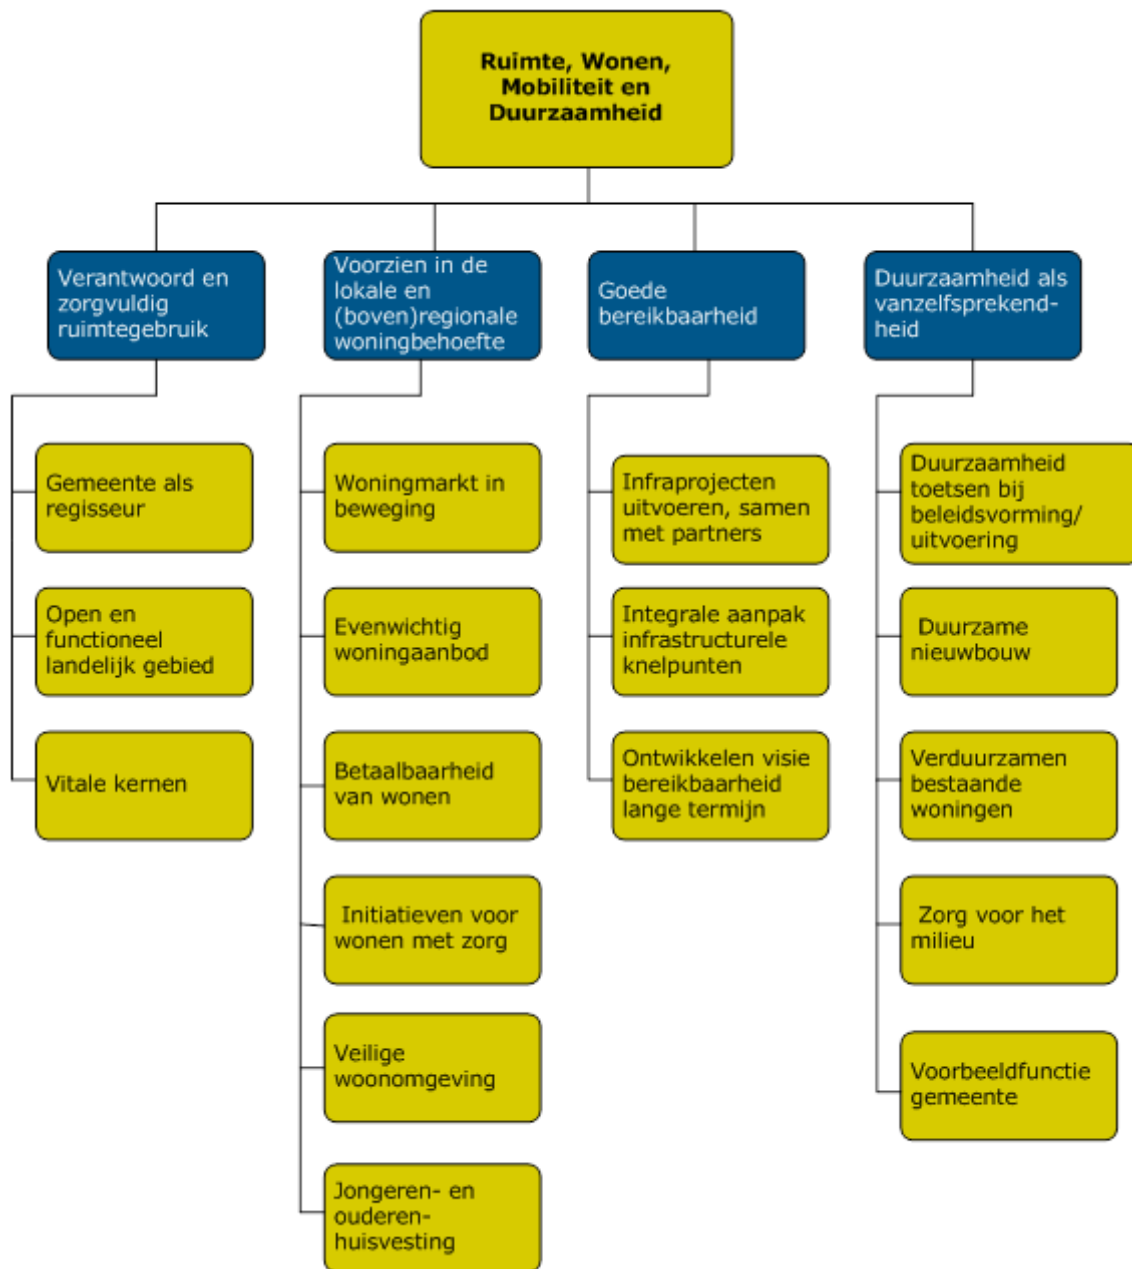 Ruimte, Wonen,
Mobiliteit en
Duurzaamheid
Verantwoord en
zorgvuldig
ruimtegebruik
Gemeente als
regisseur
Open en
functioneel
landelijk gebied
Vitale kernen
Voorzien in de
lokale en
(boven)regionale
woningbehoefte
Woningmarkt in
beweging
Evenwichtig
woningaanbod
Betaalbaarheid
van wonen
Initiatieven voor
wonen met zorg
Veilige
woonomgeving
Jongeren- en
ouderen-
huisvesting
Goede
bereikbaarheid
Infraprojecten
uitvoeren, samen
met partners
Integrale aanpak
infrastructurele
knelpunten
Ontwikkelen visie
bereikbaarheid
lange termijn
Duurzaamheid als
vanzelfsprekend-
heid
Duurzaamheid
toetsen bij
beleidsvorming/
uitvoering
Duurzame
nieuwbouw
Verduurzamen
bestaande
woningen
Zorg voor het
milieu
Voorbeeldfunctie
gemeente